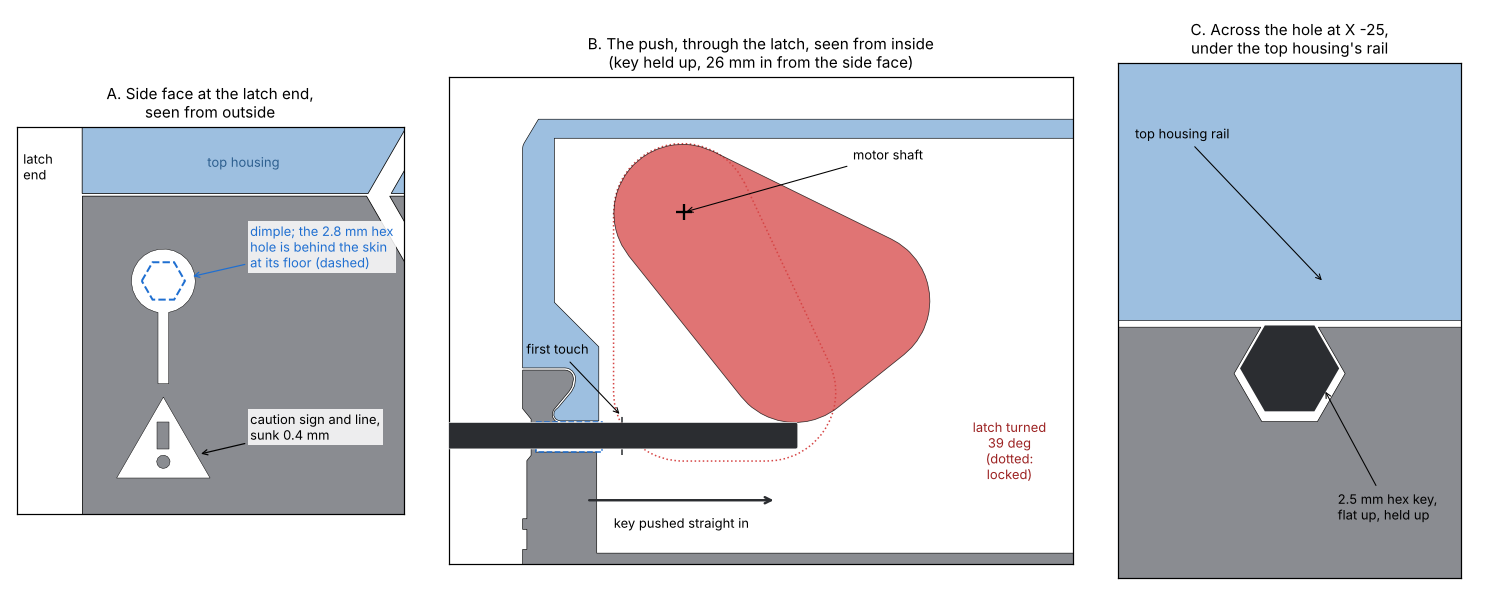 A. Side face at the latch end,
seen from outside
latch
end
top housing
dimple; the 2.8 mm hex
hole is behind the skin
at its floor (dashed)
caution sign and line,
sunk 0.4 mm
B. The push, through the latch, seen from inside
(key held up, 26 mm in from the side face)
motor shaft
first touch
latch turned
39 deg
(dotted:
locked)
key pushed straight in
C. Across the hole at X -25,
under the top housing's rail
top housing rail
2.5 mm hex key,
flat up, held up